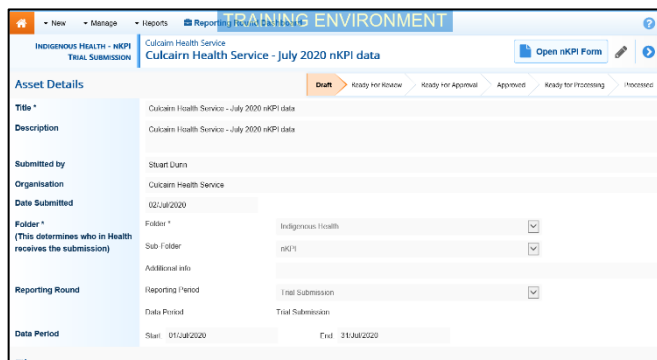 New Manage Reports Reporting Round Dashboard
TRAINING ENVIRONMENT
INDIGENOUS HEALTH - NKPI
TRIAL SUBMISSION
Culcairn Health Service
Culcairn Health Service - July 2020 nKPI data
Open nKPI Form
Asset Details
Draft Ready For Review Ready For Approval Approved Ready for Processing Processed
Title * Culcairn Health Service - July 2020 nKPI data
Description Culcairn Health Service - July 2020 nKPI data
Submitted by Stuart Dunn
Organisation Culcairn Health Service
Date Submitted 02/Jul/2020
Folder * Folder * Indigenous Health
(This determines who in Health
receives the submission) Sub Folder nKPI
Additional info
Reporting Round Reporting Period Trial Submission
Data Period Trial Submission
Data Period Start 01/Jul/2020 End 31/Jul/2020